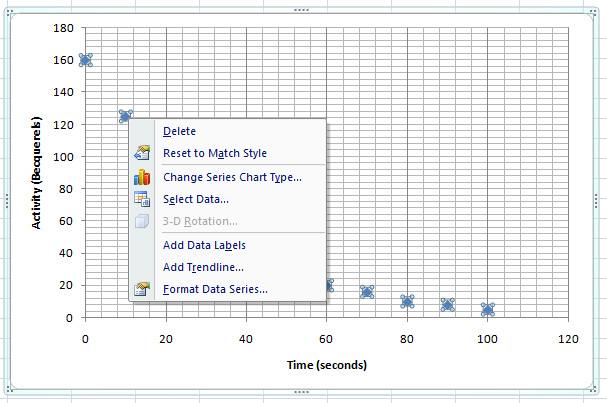 180
160
140
120
100
80
60
40
20
0
Activity (Becquerels)
Delete
Reset to Match Style
Change Series Chart Type...
Select Data...
3-D Rotation...
Add Data Labels
Add Trendline...
Format Data Series...
0 20 40 60 80 100 120
Time (seconds)